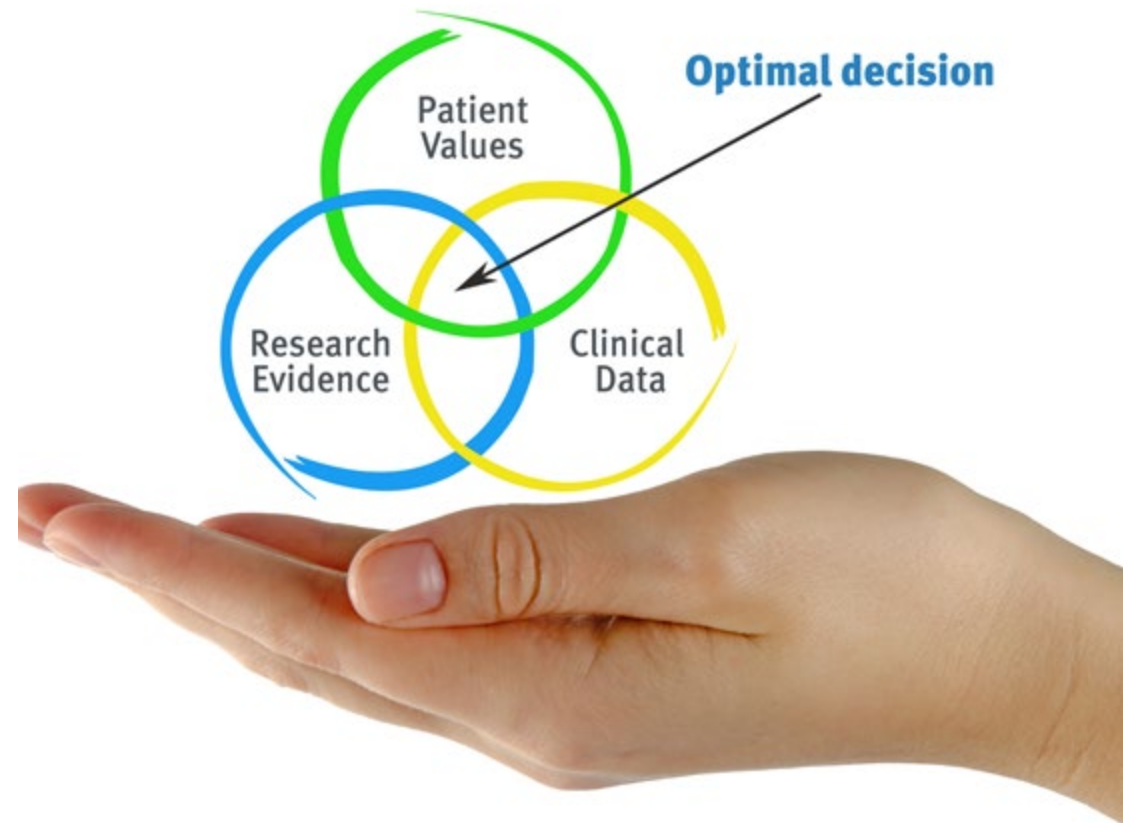 Optimal decision
Patient
Values
Research
Evidence
Clinical
Data